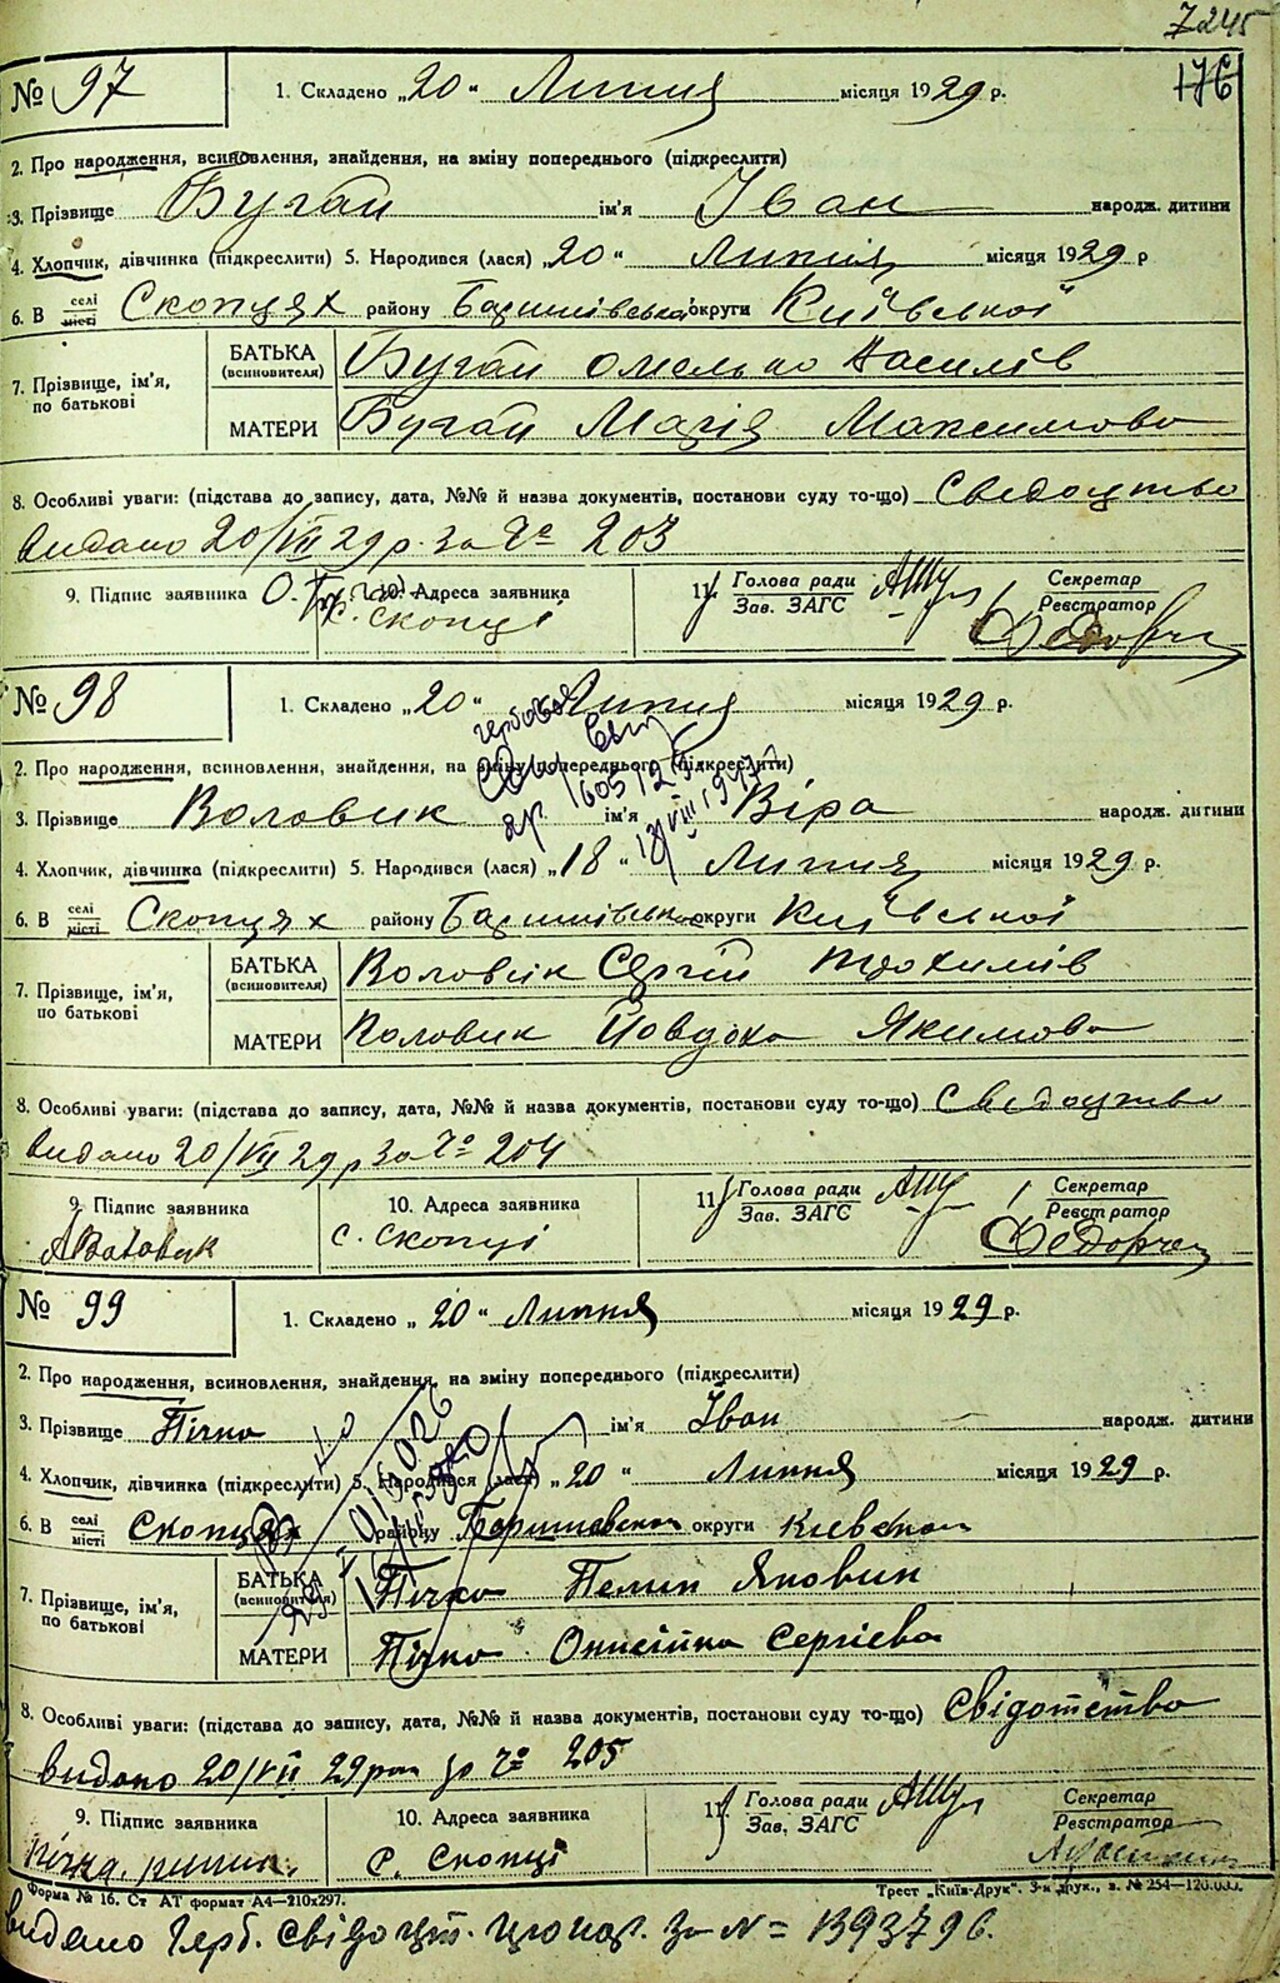 7245
№ 97 1. Складено „20“ Липня місяця 1929 р. 176
2. Про народження, всиновлення, знайдення, на зміну попереднього (підкреслити)
3. Прізвище Бугай ім'я Іван народж. дитини
4. Хлопчик, дівчинка (підкреслити) 5. Народився (лася) „20“ Липня місяця 1929 р
6. В селі місті Скопцях району Баришівського округи Київської
7. Прізвище, ім'я, по батькові БАТЬКА (всиновителя) Бугай Омелько Василів
МАТЕРИ Бугай Марія Максимова
8. Особливі уваги: (підстава до запису, дата, №№ й назва документів, постанови суду то-що) Свідоцтво
видано 20/VII 29 р. за № 203
9. Підпис заявника О. 10. Адреса заявника 11. Голова ради Зав. ЗАГС Секретар Реєстратор
с. Скопці
№ 98 1. Складено „20“ Липня місяця 1929 р.
2. Про народження, всиновлення, знайдення, на зміну попереднього (підкреслити)
3. Прізвище Воловик ім'я Віра народж. дитини
4. Хлопчик, дівчинка (підкреслити) 5. Народився (лася) „18“ Липня місяця 1929 р.
6. В селі місті Скопцях району Баришівського округи Київської
7. Прізвище, ім'я, по батькові БАТЬКА (всиновителя) Воловик Сергій Трохимів
МАТЕРИ Воловик Йовдоха Якимова
8. Особливі уваги: (підстава до запису, дата, №№ й назва документів, постанови суду то-що) Свідоцтво
видано 20/VII 29 р за № 204
9. Підпис заявника 10. Адреса заявника 11. Голова ради Зав. ЗАГС Секретар Реєстратор
с. Скопці
№ 99 1. Складено „20“ Липня місяця 1929 р.
2. Про народження, всиновлення, знайдення, на зміну попереднього (підкреслити)
3. Прізвище Пічко ім'я Іван народж. дитини
4. Хлопчик, дівчинка (підкреслити) 5. Народився (лася) „20“ Липня місяця 1929 р.
6. В селі місті Скопцях району округи
7. Прізвище, ім'я, по батькові БАТЬКА (всиновителя) Пічко
МАТЕРИ Пічко Онисійка Сергієва
8. Особливі уваги: (підстава до запису, дата, №№ й назва документів, постанови суду то-що) Свідотство
видано 20/VII 29 за № 205
9. Підпис заявника 10. Адреса заявника 11. Голова ради Зав. ЗАГС Секретар Реєстратор
с. Скопці
Форма № 16. Ст АТ формат А4—210х297. Трест „Київ-Друк“. 3-к друк., з. № 254—120.000.
видано Герб. свідоцт. за N=